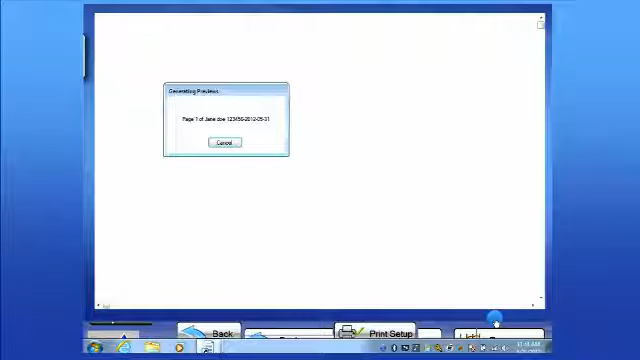 Generating Previews
Page 1 of Jane doe 123456-2012-05-31
Cancel
Back
Print Setup